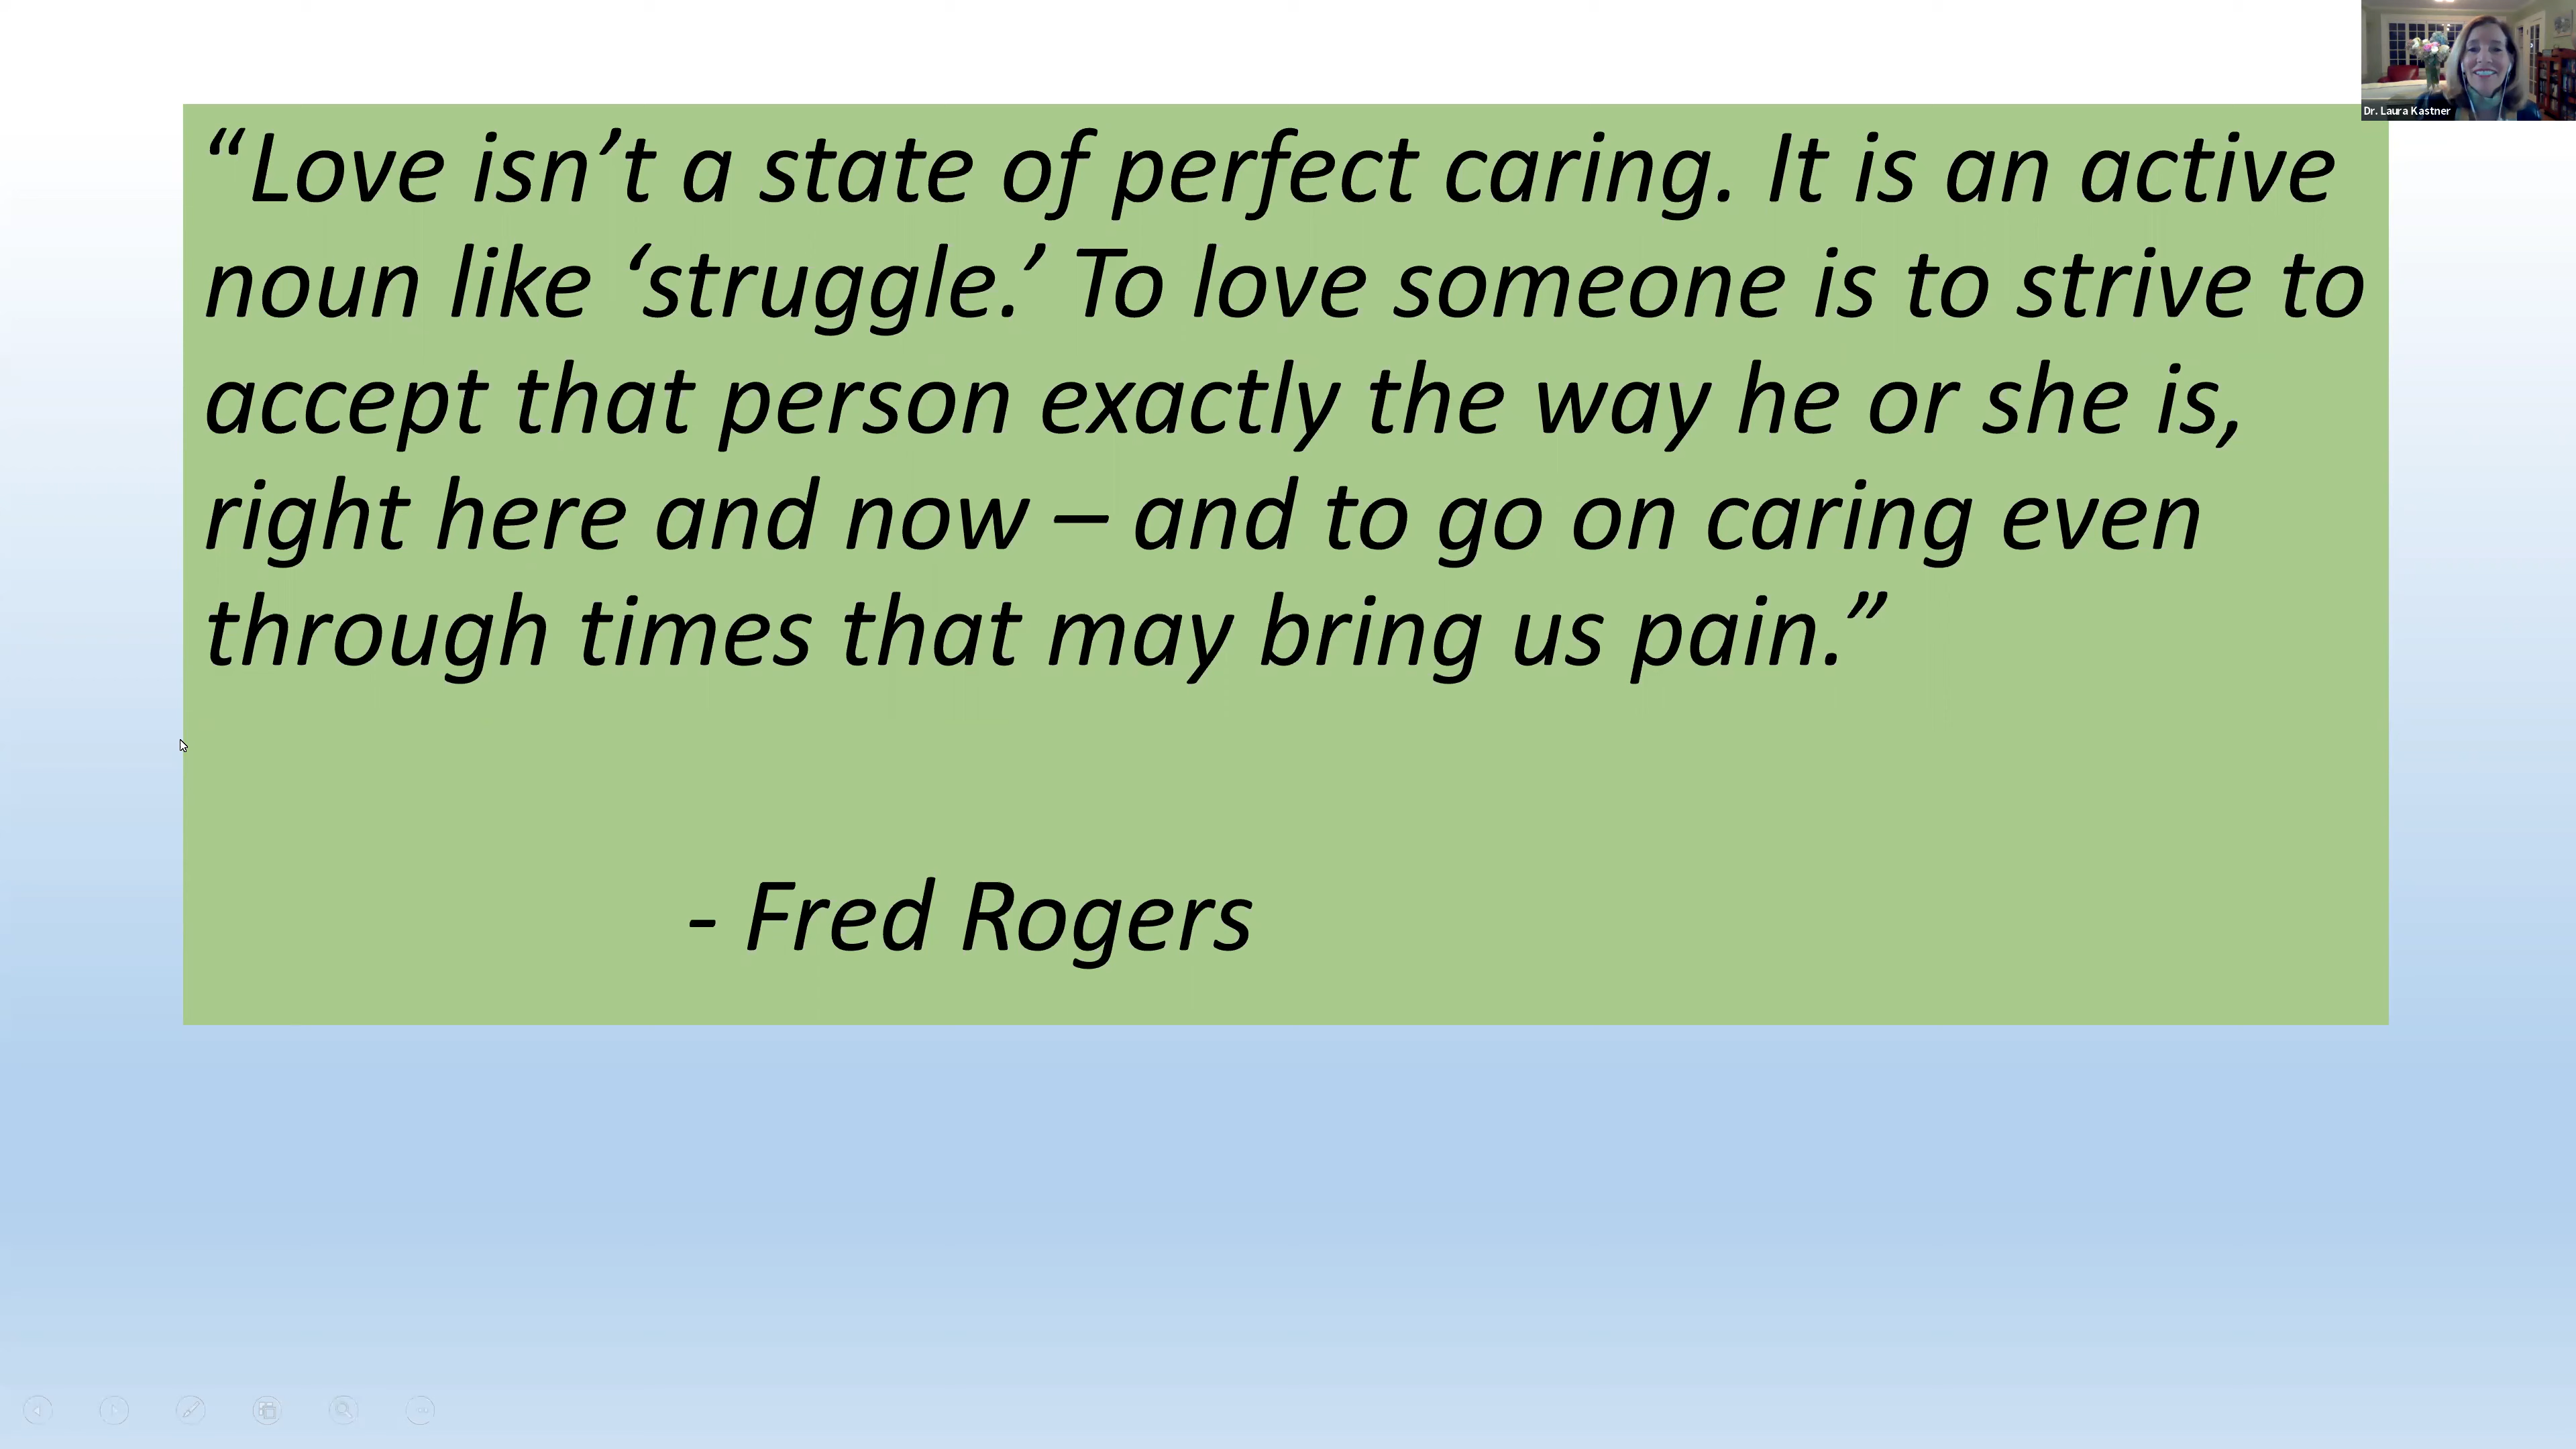 Dr. Laura Kastner
“Love isn’t a state of perfect caring. It is an active
noun like ‘struggle.’ To love someone is to strive to
accept that person exactly the way he or she is,
right here and now – and to go on caring even
through times that may bring us pain.”
- Fred Rogers